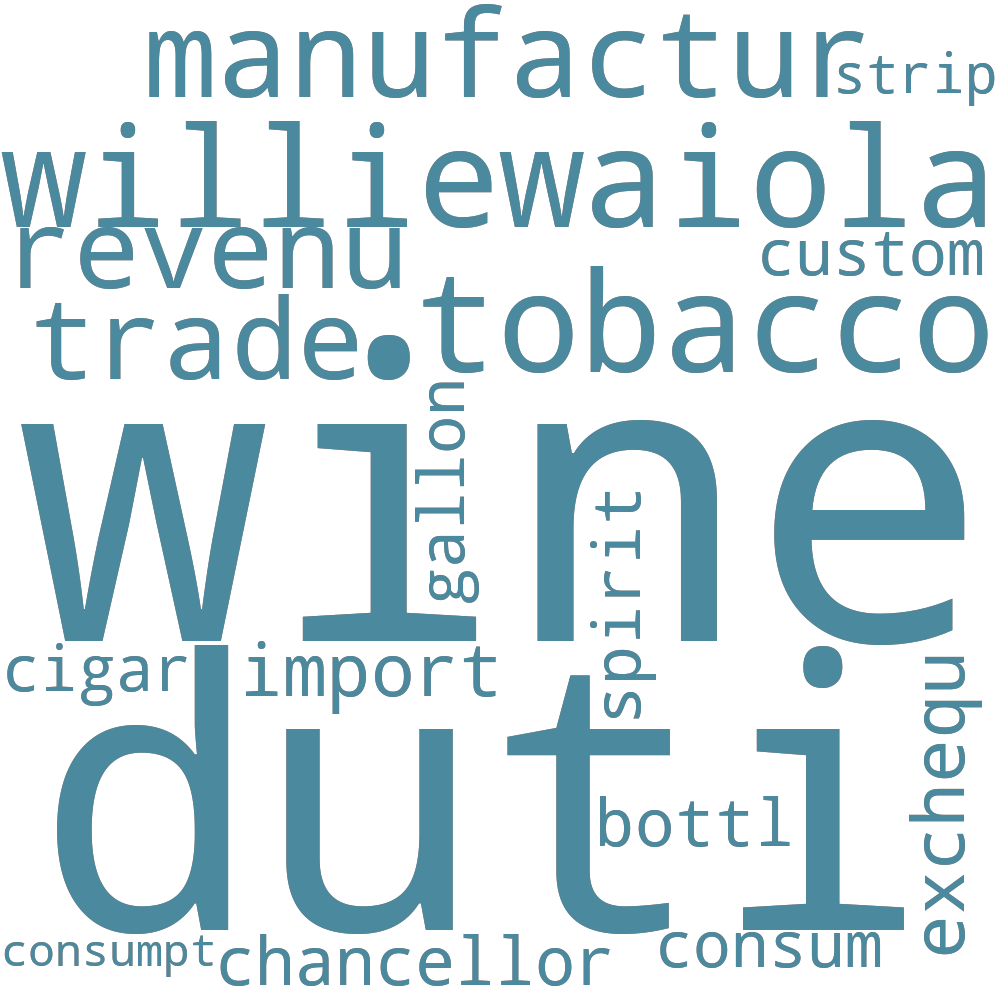 manufactur
strip
williewaiola
revenu
custom
trade
tobacco
wine
gallon
spirit
cigar
import
duti
bottl
exchequ
consumpt
chancellor
consum